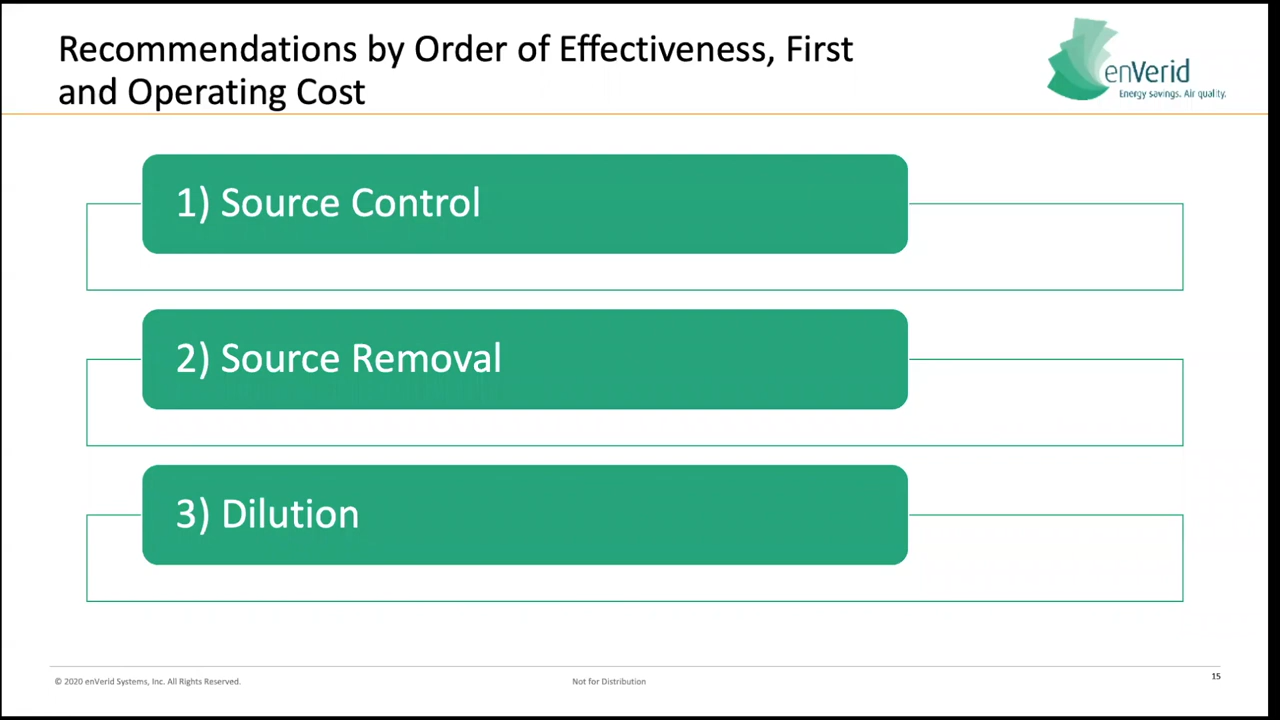 Recommendations by Order of Effectiveness, First
and Operating Cost
enVerid
Energy savings. Air quality.
1) Source Control
2) Source Removal
3) Dilution
© 2020 enVerid Systems, Inc. All Rights Reserved.
Not for Distribution
15